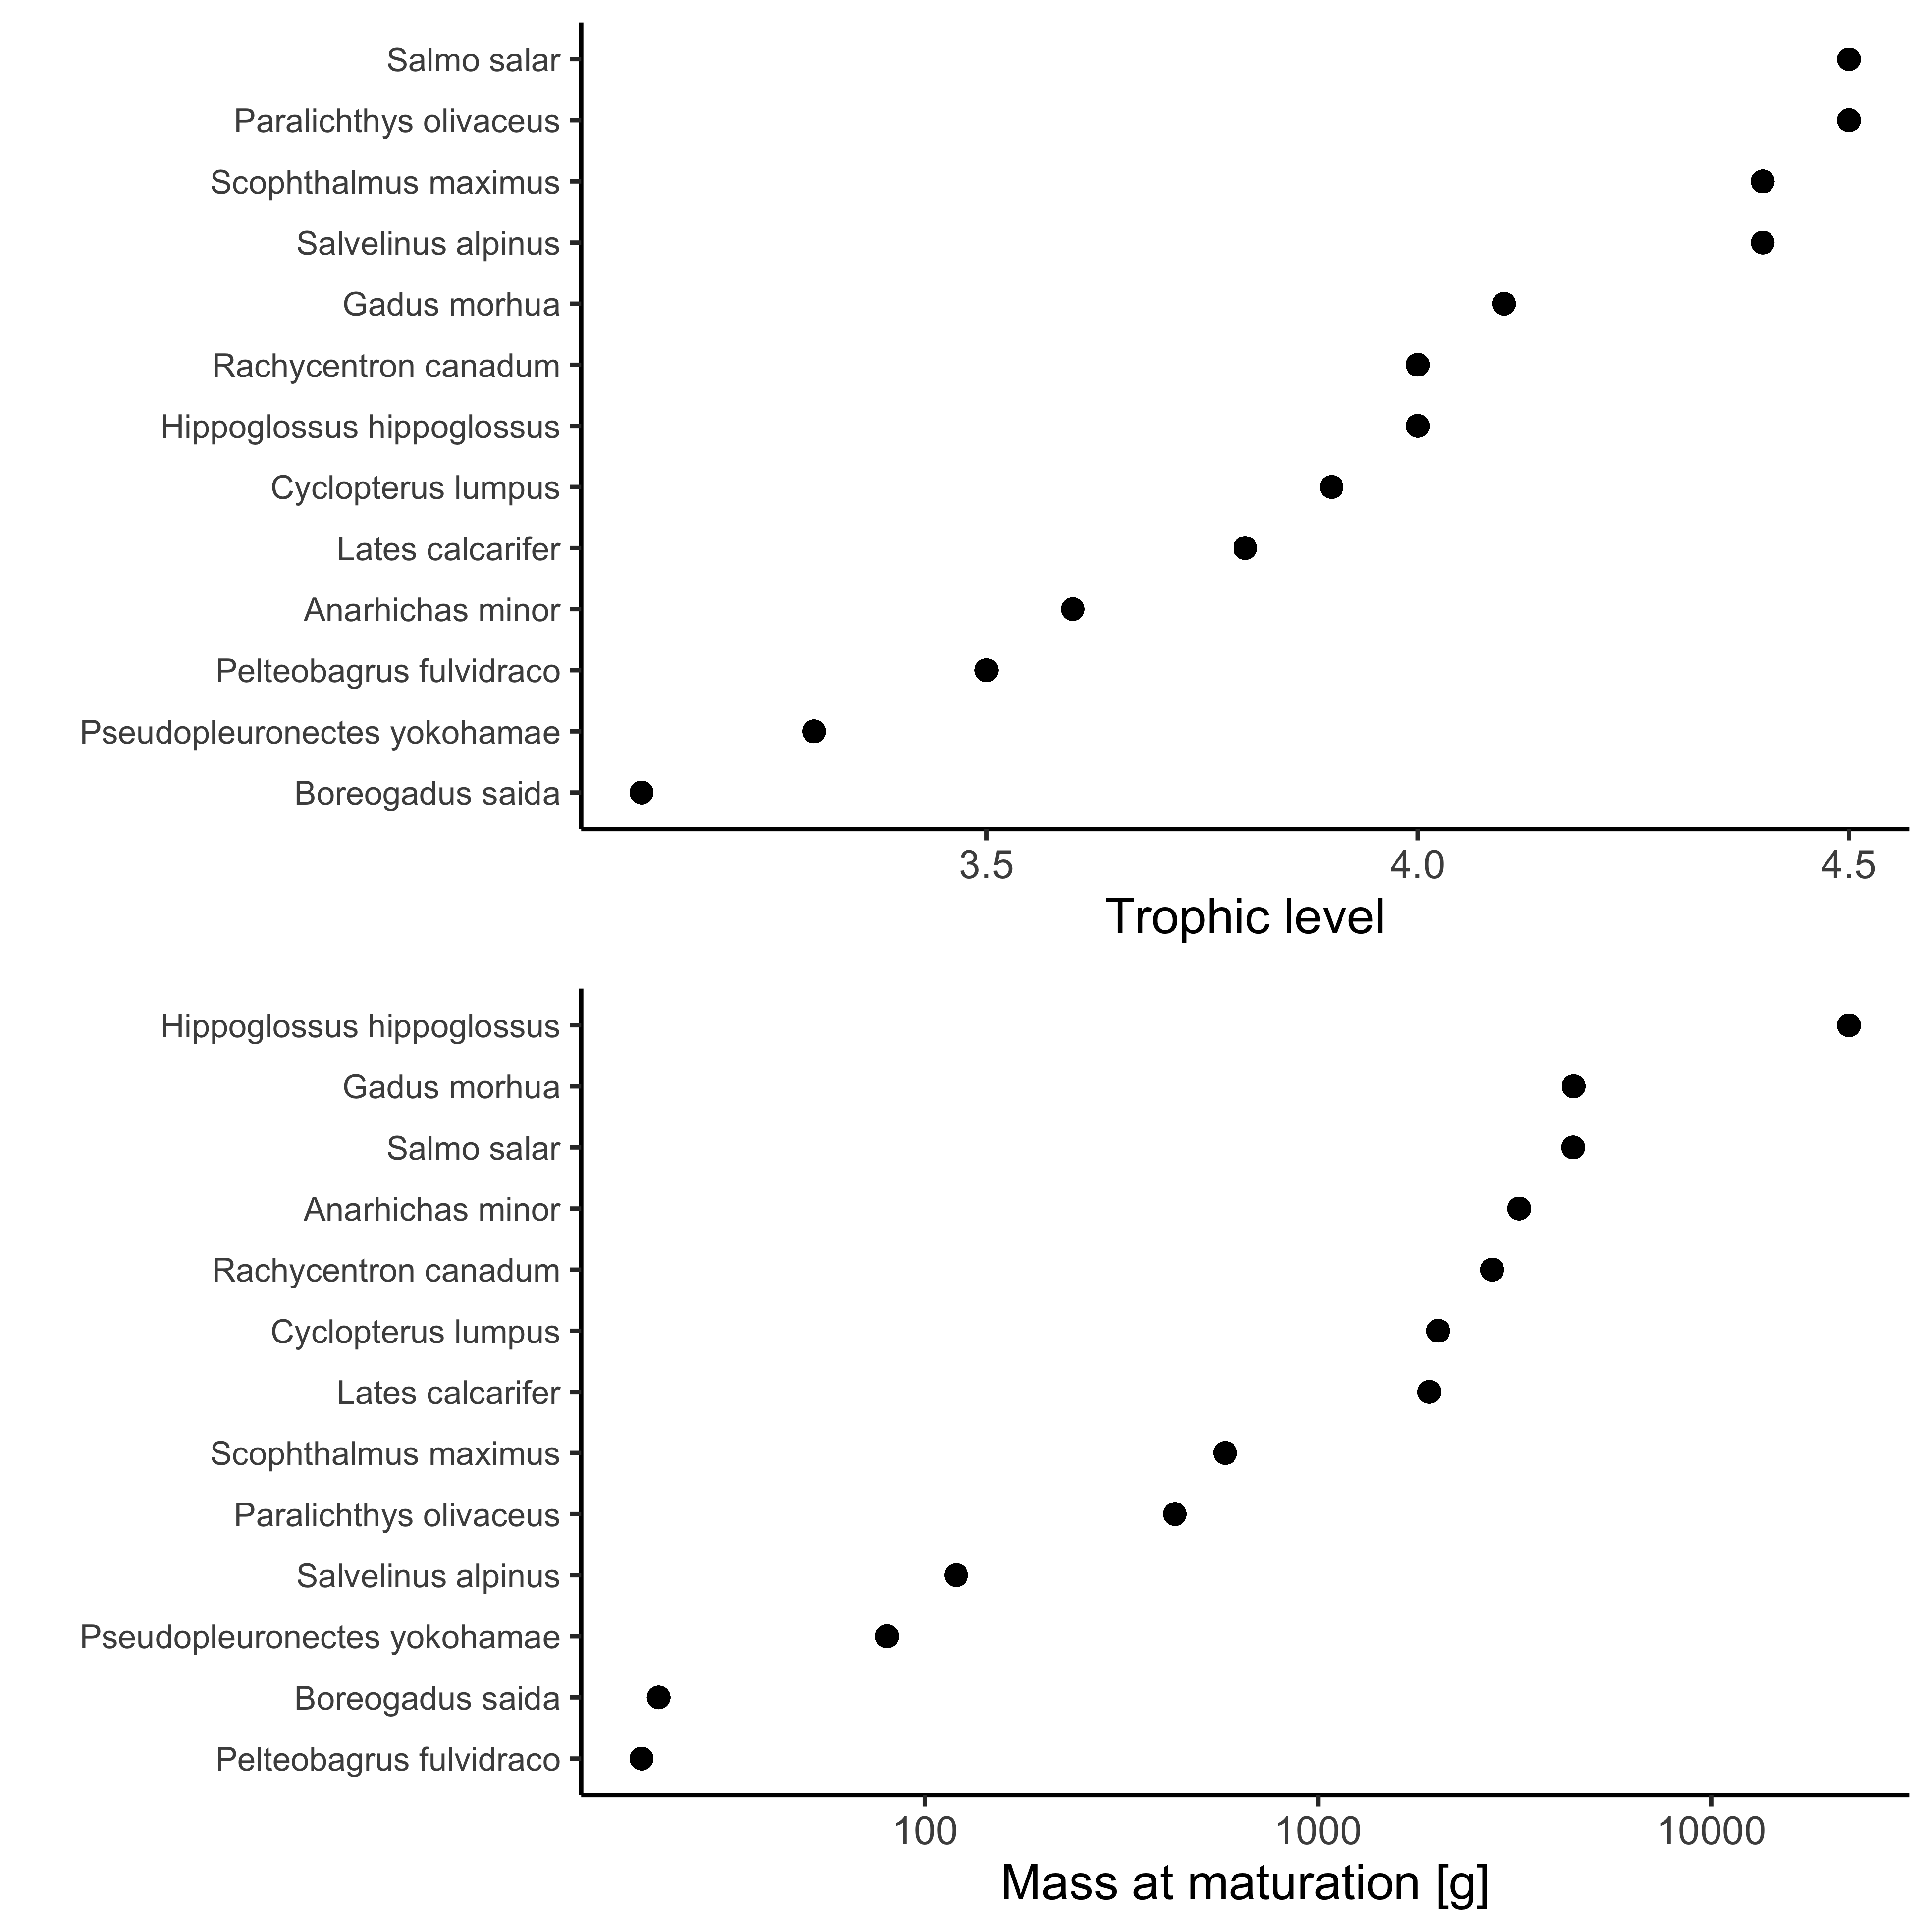 Salmo salar
Paralichthys olivaceus
Scophthalmus maximus
Salvelinus alpinus
Gadus morhua
Rachycentron canadum
Hippoglossus hippoglossus
Cyclopterus lumpus
Lates calcarifer
Anarhichas minor
Pelteobagrus fulvidraco
Pseudopleuronectes yokohamae
Boreogadus saida
3.5 4.0 4.5
Trophic level
Hippoglossus hippoglossus
Gadus morhua
Salmo salar
Anarhichas minor
Rachycentron canadum
Cyclopterus lumpus
Lates calcarifer
Scophthalmus maximus
Paralichthys olivaceus
Salvelinus alpinus
Pseudopleuronectes yokohamae
Boreogadus saida
Pelteobagrus fulvidraco
100 1000 10000
Mass at maturation [g]